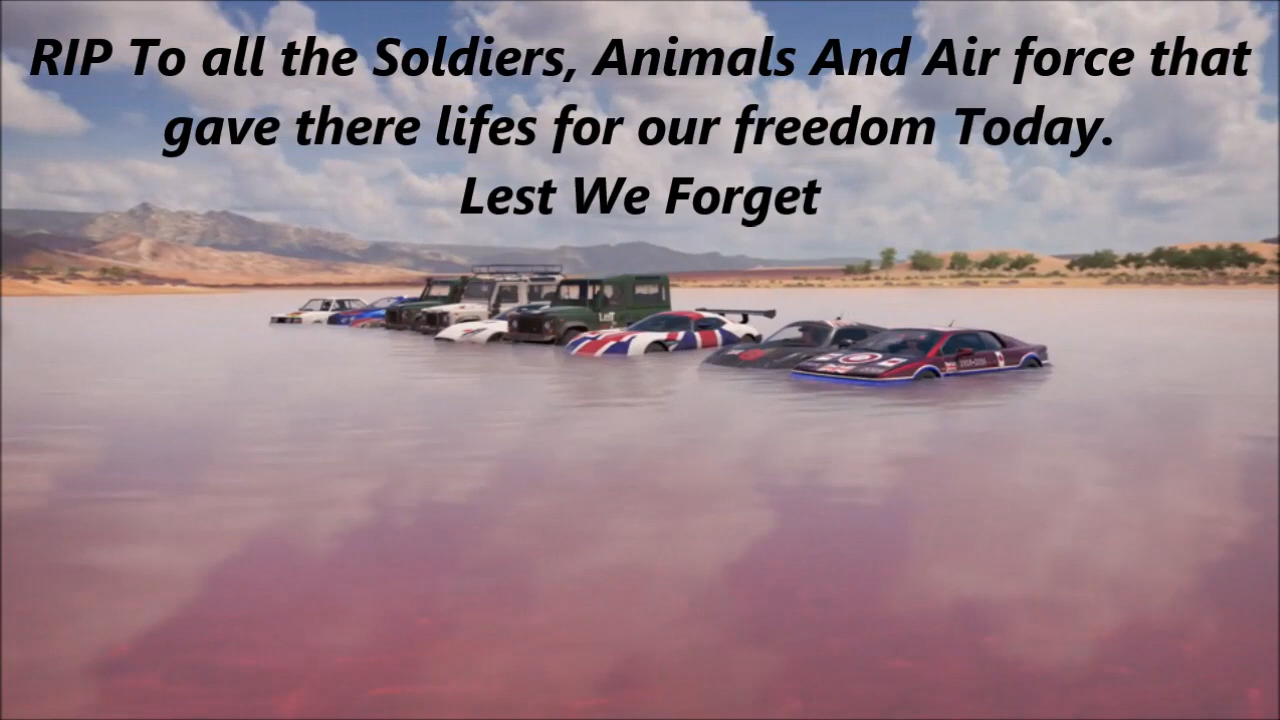 RIP To all the Soldiers, Animals And Air force that
gave there lifes for our freedom Today.
Lest We Forget